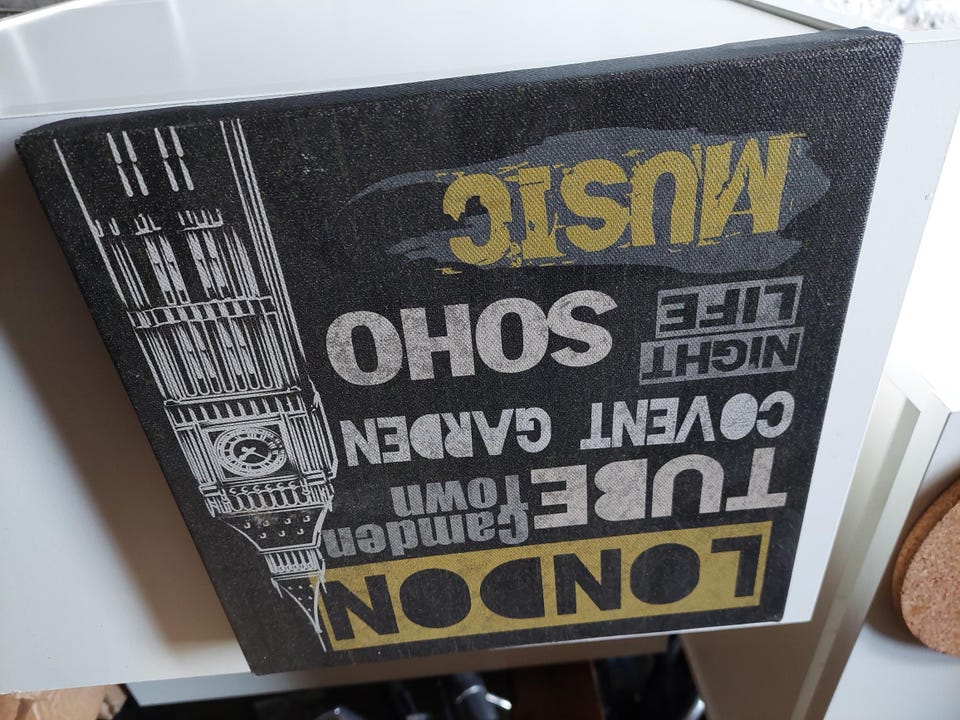 LONDON
Camden
Town
TUBE
COVENT GARDEN
NIGHT
LIFE
SOHO
MUSIC